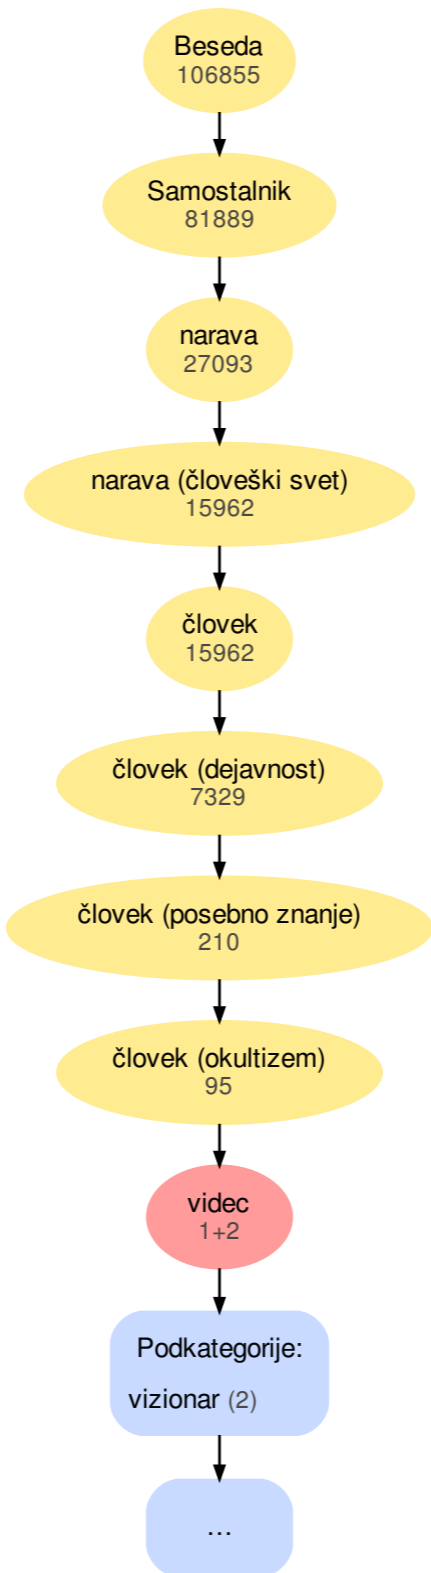 Beseda
106855
Samostalnik
81889
narava
27093
narava (človeški svet)
15962
človek
15962
človek (dejavnost)
7329
človek (posebno znanje)
210
človek (okultizem)
95
videc
1+2
Podkategorije:
vizionar (2)
...